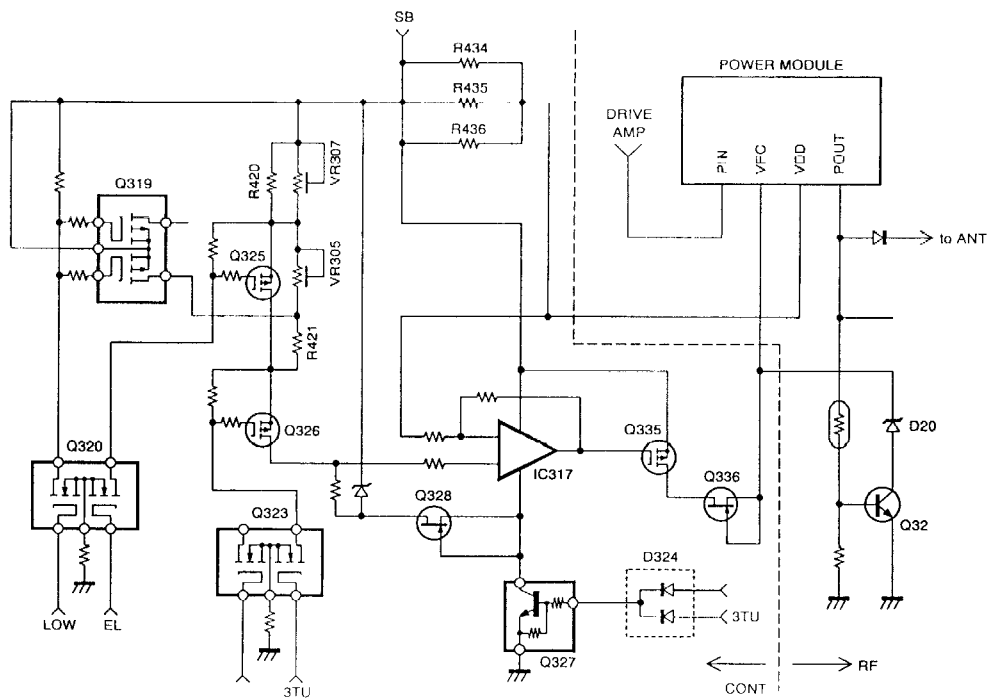 SB
R434
R435
R436
POWER MODULE
DRIVE
AMP
PIN
VFC
VDD
POUT
to ANT
Q319
R420
VR307
Q325
VR305
R421
Q326
Q320
Q323
Q328
IC317
Q335
Q336
D20
Q32
D324
3TU
Q327
LOW
EL
3TU
CONT
RF